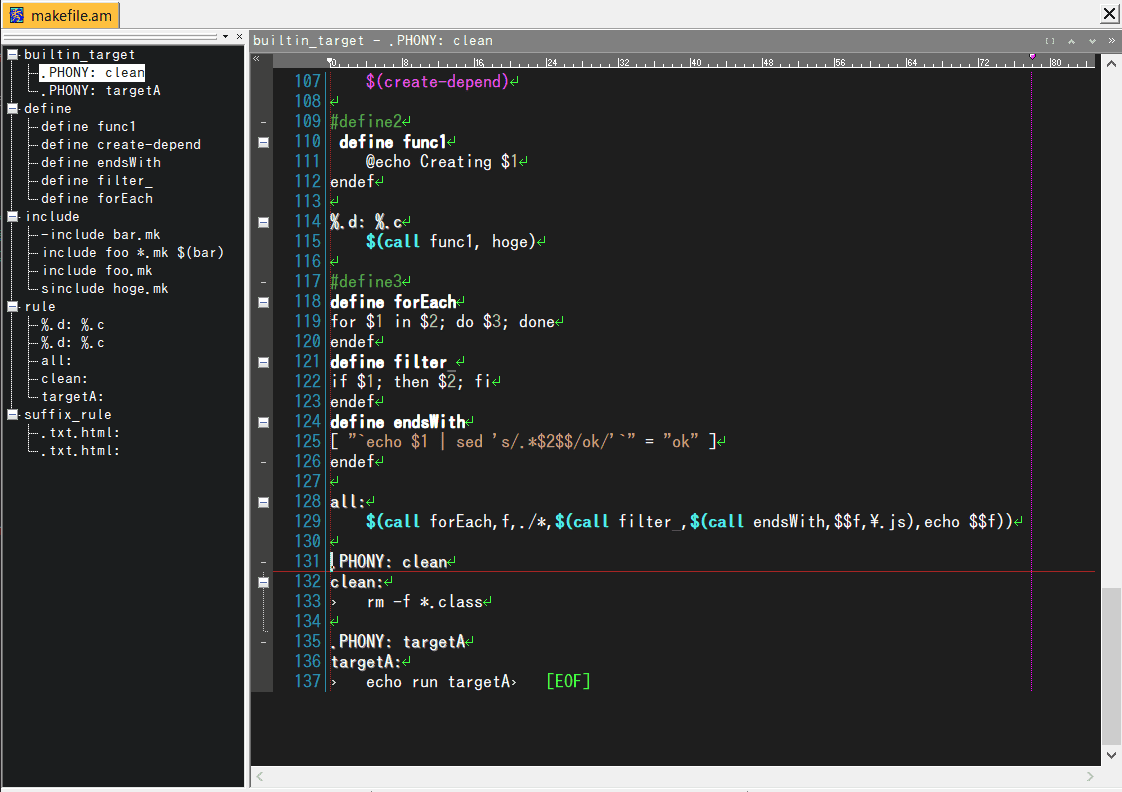 makefile.am
builtin_target
.PHONY: clean
.PHONY: targetA
define
define func1
define create-depend
define endsWith
define filter_
define forEach
include
-include bar.mk
include foo *.mk $(bar)
include foo.mk
sinclude hoge.mk
rule
%.d: %.c
%.d: %.c
all:
clean:
targetA:
suffix_rule
.txt.html:
.txt.html:
builtin_target - .PHONY: clean
0 8 16 24 32 40 48 56 64 72 80
107 $(create-depend)↵
108 ↵
109 #define2↵
110 define func1↵
111 @echo Creating $1↵
112 endef↵
113 ↵
114 %.d: %.c↵
115 $(call func1, hoge)↵
116 ↵
117 #define3↵
118 define forEach↵
119 for $1 in $2; do $3; done↵
120 endef↵
121 define filter_↵
122 if $1; then $2; fi↵
123 endef↵
124 define endsWith↵
125 [ "`echo $1 | sed 's/.*$2$$/ok/'`" = "ok" ]↵
126 endef↵
127 ↵
128 all:↵
129 $(call forEach,f,./*,$(call filter_,$(call endsWith,$$f,¥.js),echo $$f))↵
130 ↵
131 .PHONY: clean↵
132 clean:↵
133 › rm -f *.class↵
134 ↵
135 .PHONY: targetA↵
136 targetA:↵
137 › echo run targetA› [EOF]